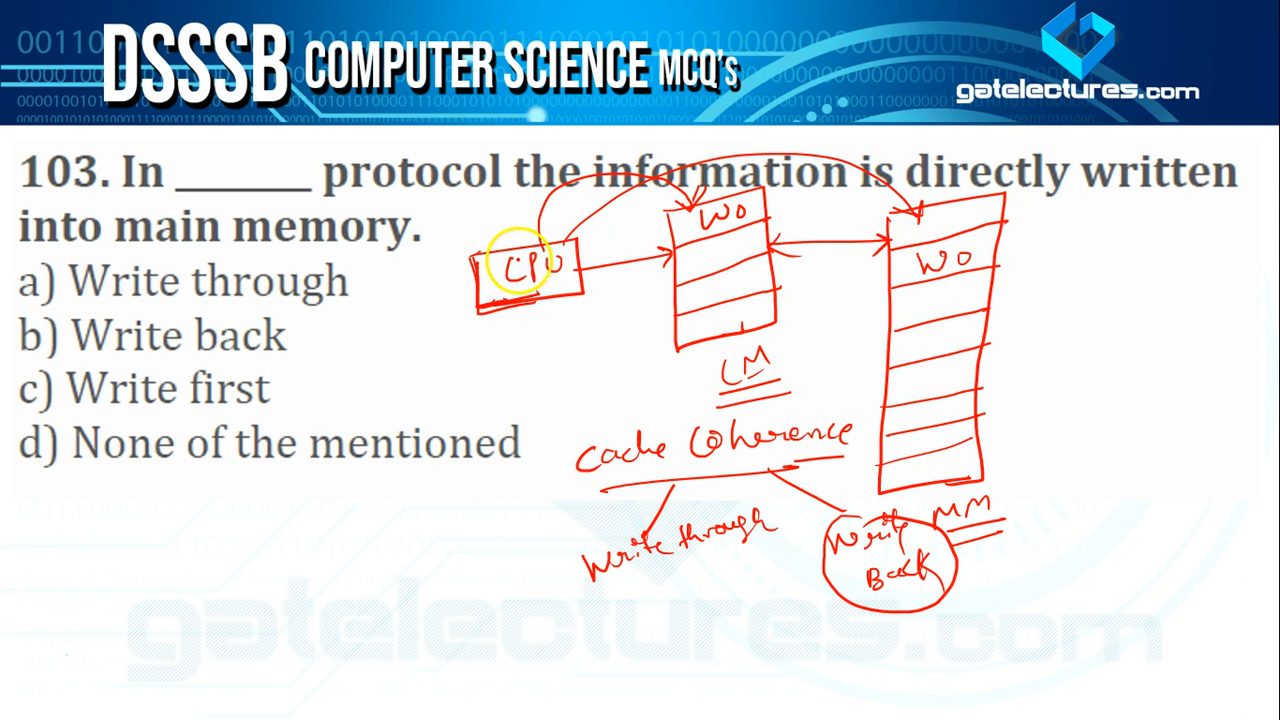 DSSSB COMPUTER SCIENCE MCQ's
gatelectures.com
103. In _______ protocol the information is directly written
into main memory.
a) Write through
b) Write back
c) Write first
d) None of the mentioned
CPU
W0
W0
CM
MM
Cache Coherence
Write through
Write
Back
gatelectures.com